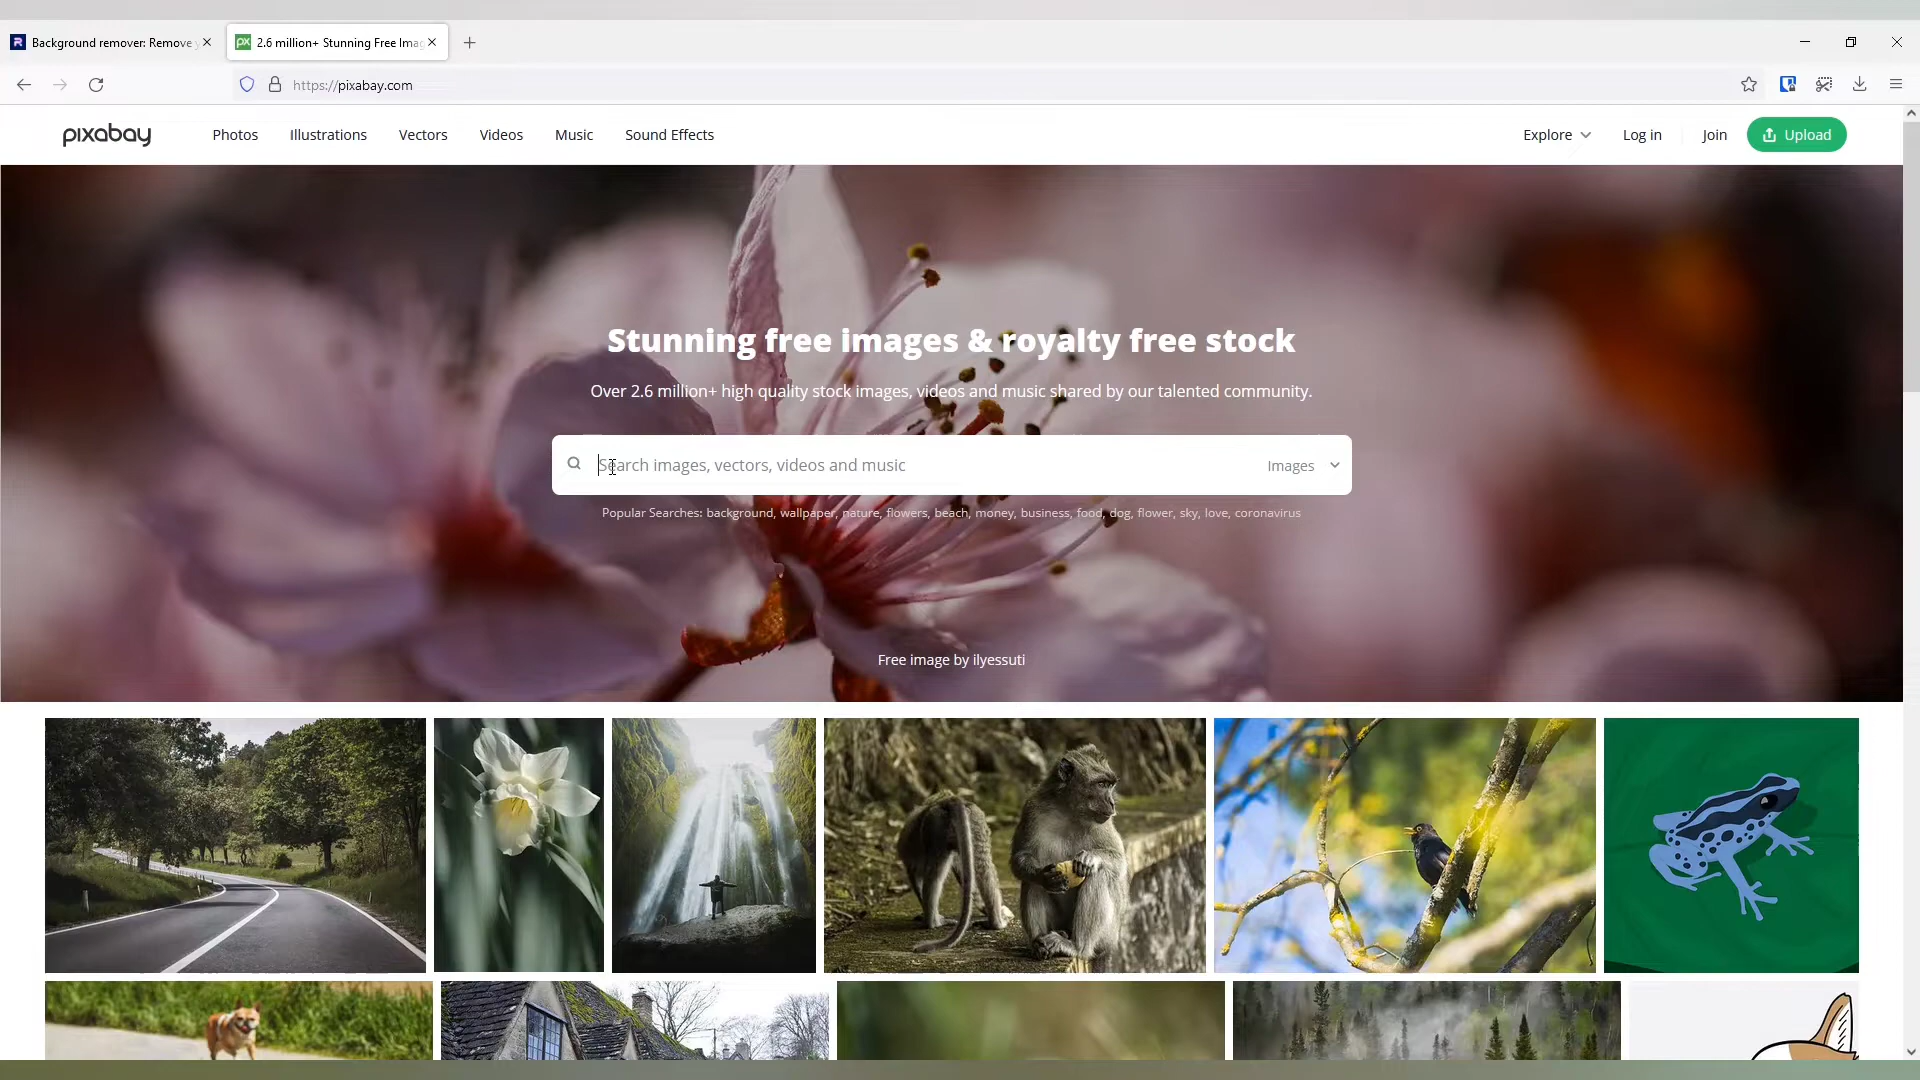 Background remover: Remove
2.6 million+ Stunning Free Imag
https://pixabay.com
pixabay
Photos
Illustrations
Vectors
Videos
Music
Sound Effects
Explore
Log in
Join
Upload
Stunning free images & royalty free stock
Over 2.6 million+ high quality stock images, videos and music shared by our talented community.
Search images, vectors, videos and music
Images
Popular Searches: background, wallpaper, nature, flowers, beach, money, business, food, dog, flower, sky, love, coronavirus
Free image by ilyessuti